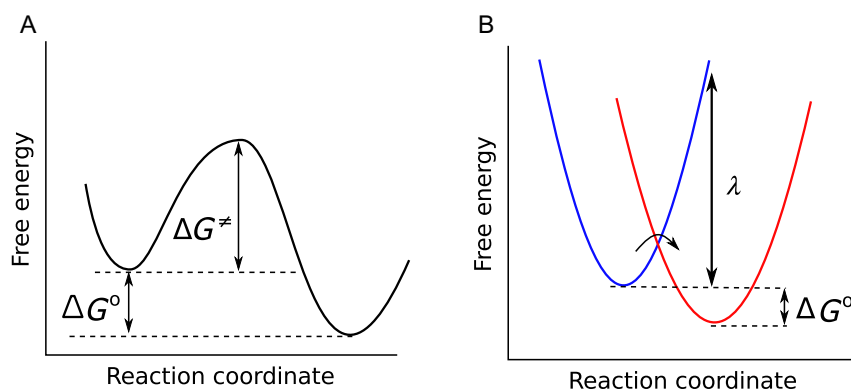 A
Free energy
ΔG≠
ΔGo
Reaction coordinate
B
Free energy
λ
ΔGo
Reaction coordinate